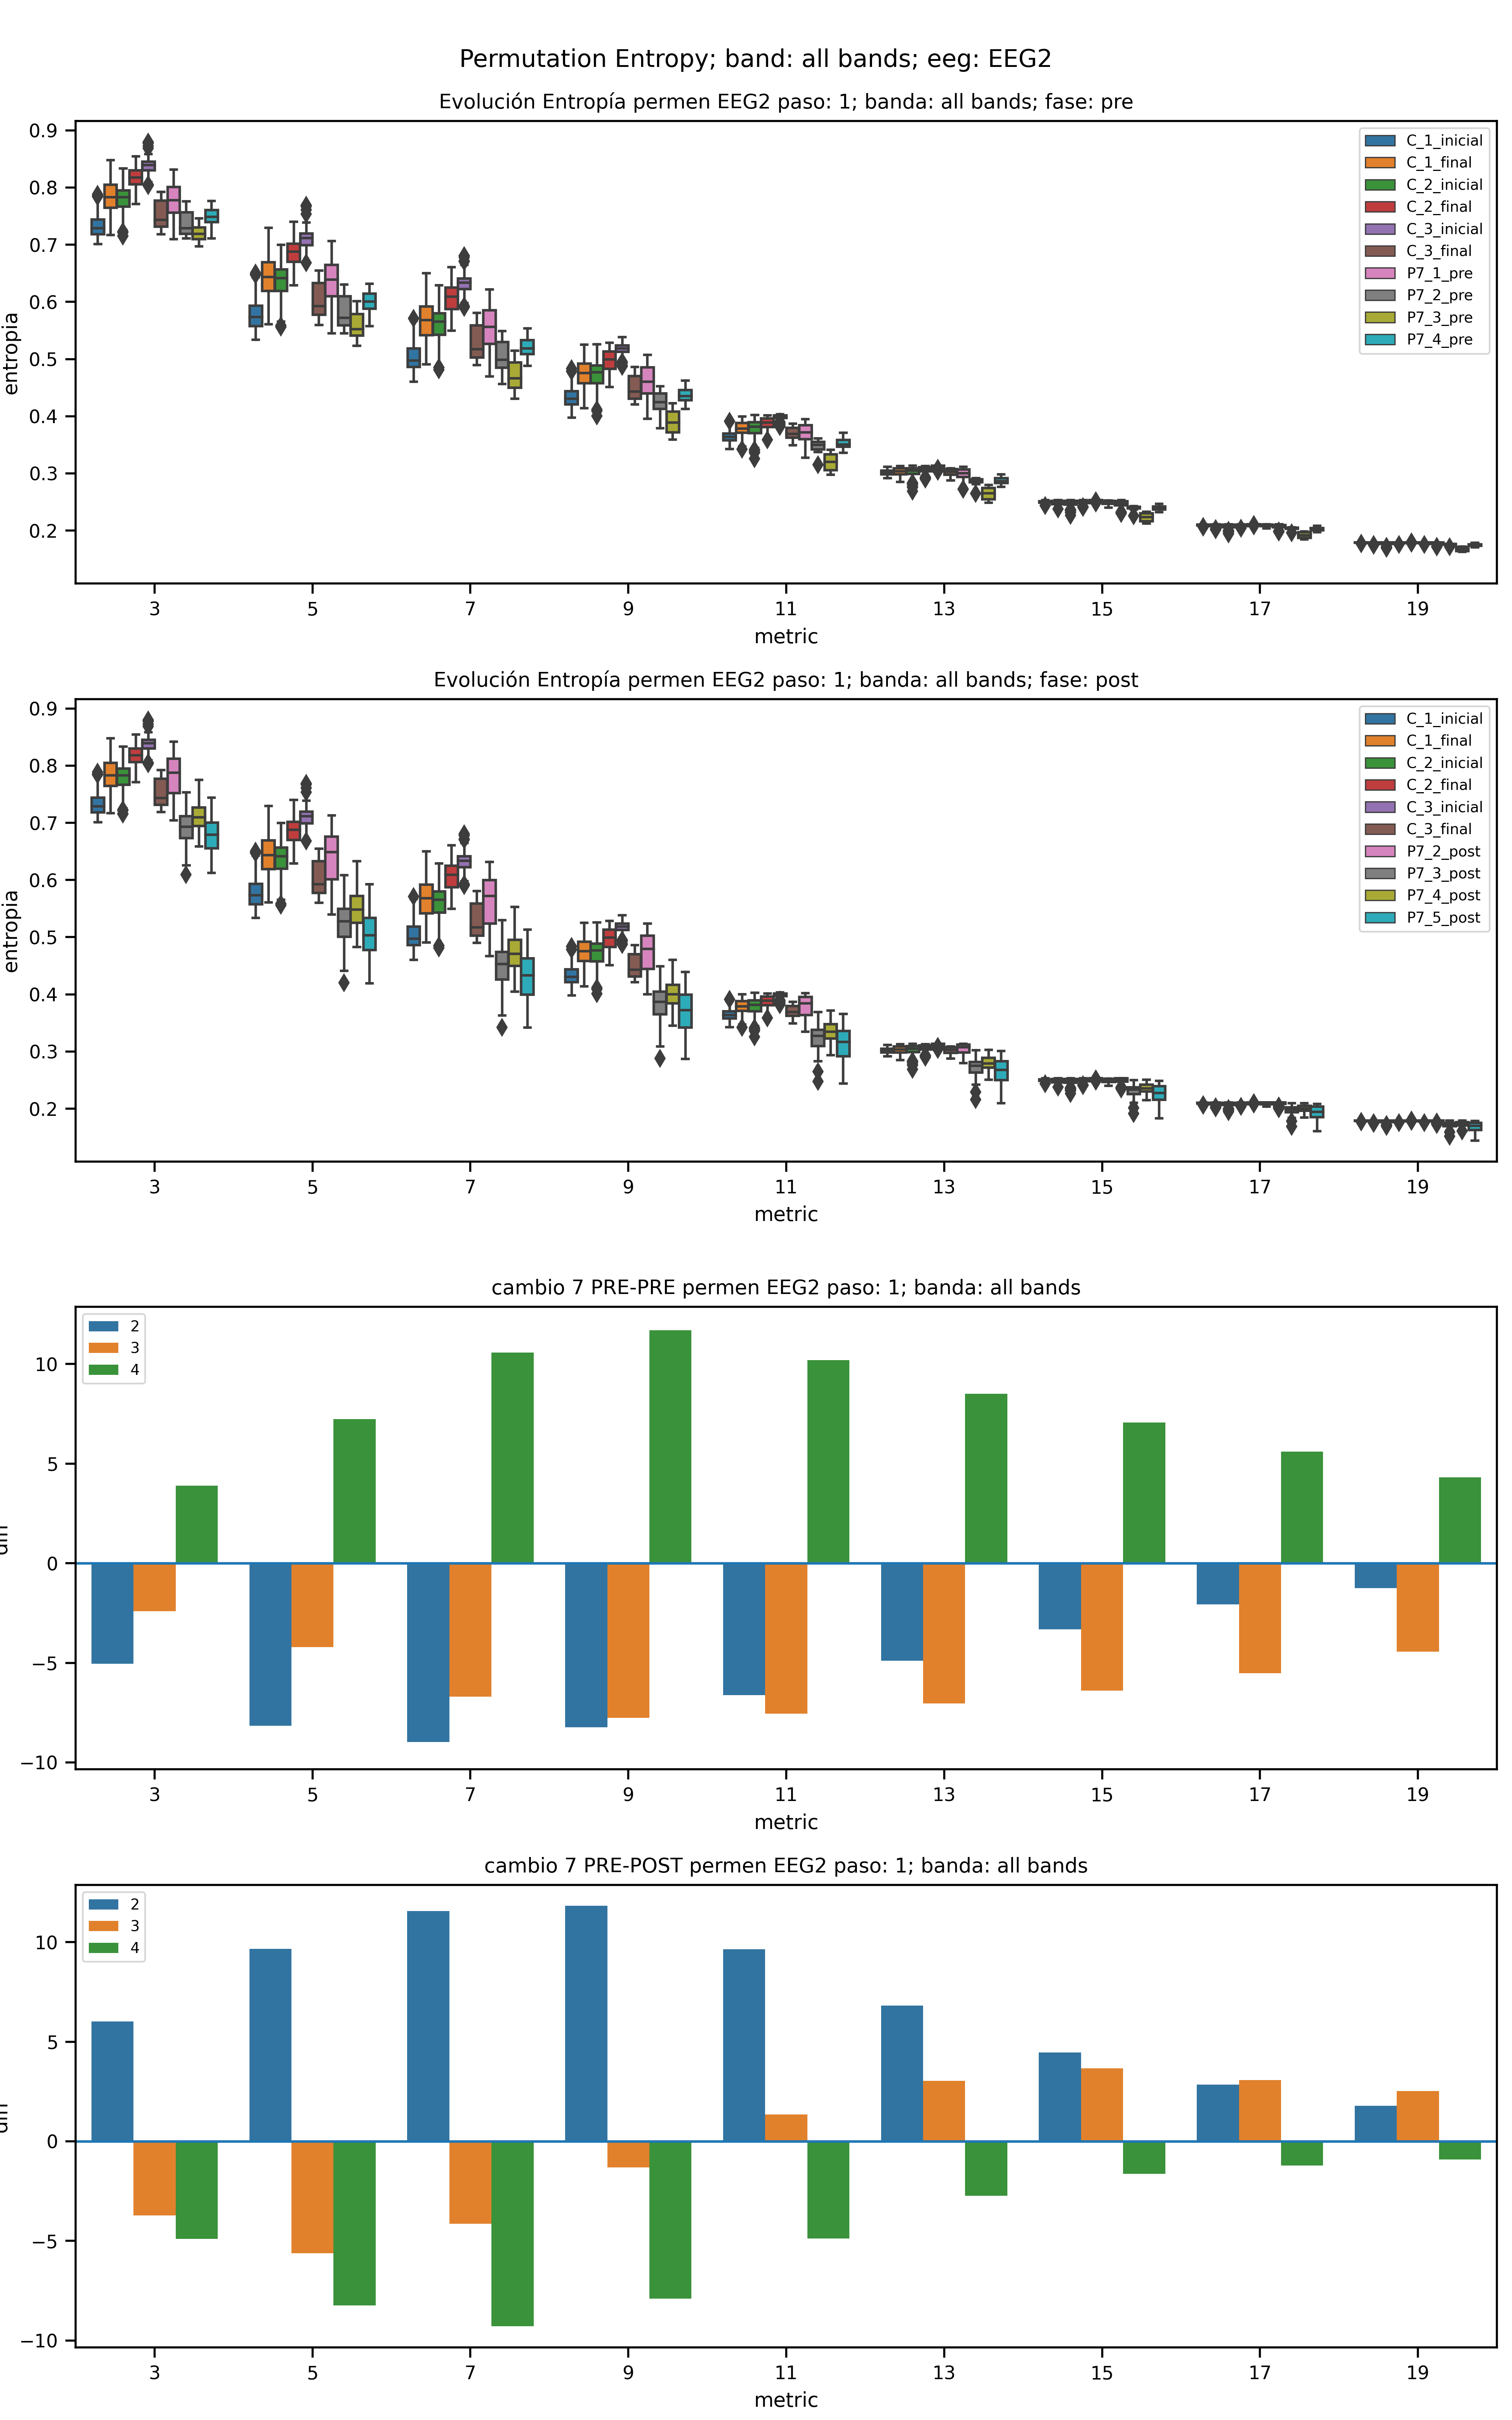 Permutation Entropy; band: all bands; eeg: EEG2
Evolución Entropía permen EEG2 paso: 1; banda: all bands; fase: pre
entropia
0.9
0.8
0.7
0.6
0.5
0.4
0.3
0.2
C_1_inicial
C_1_final
C_2_inicial
C_2_final
C_3_inicial
C_3_final
P7_1_pre
P7_2_pre
P7_3_pre
P7_4_pre
3 5 7 9 11 13 15 17 19
metric
Evolución Entropía permen EEG2 paso: 1; banda: all bands; fase: post
entropia
0.9
0.8
0.7
0.6
0.5
0.4
0.3
0.2
C_1_inicial
C_1_final
C_2_inicial
C_2_final
C_3_inicial
C_3_final
P7_2_post
P7_3_post
P7_4_post
P7_5_post
3 5 7 9 11 13 15 17 19
metric
cambio 7 PRE-PRE permen EEG2 paso: 1; banda: all bands
2
3
4
10
5
0
−5
−10
3 5 7 9 11 13 15 17 19
metric
cambio 7 PRE-POST permen EEG2 paso: 1; banda: all bands
2
3
4
10
5
0
−5
−10
3 5 7 9 11 13 15 17 19
metric